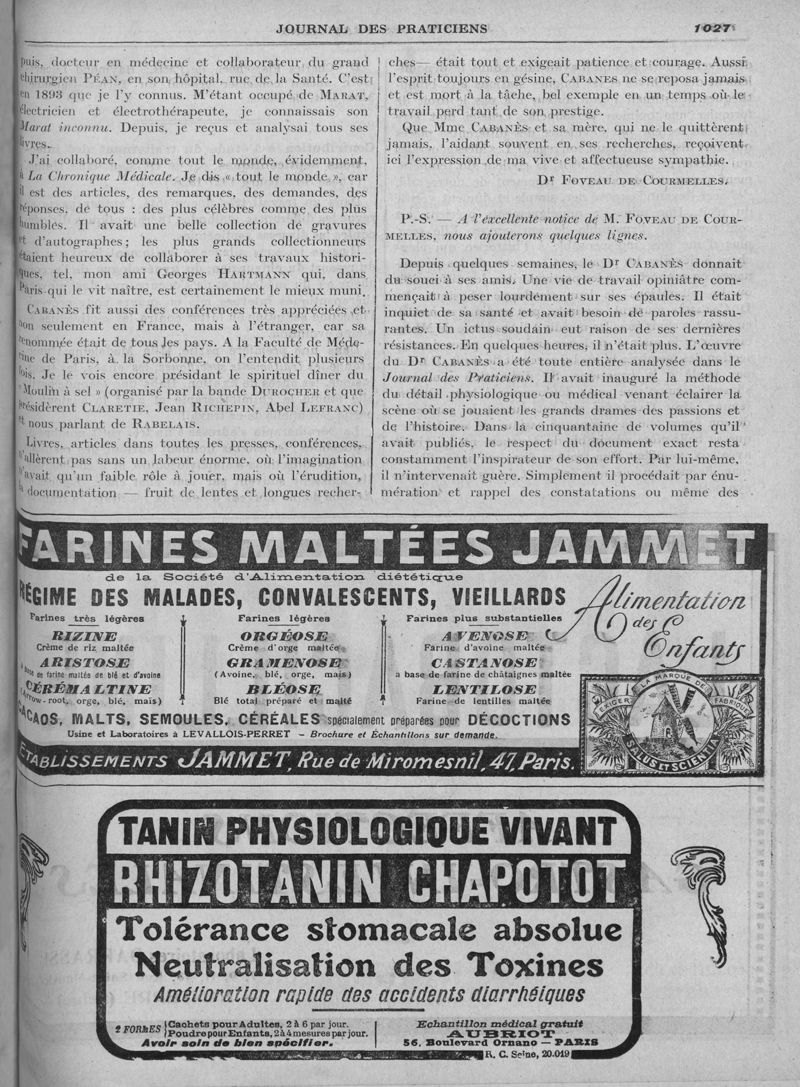 JOURNAL DES PRATICIENS
1027
puis, docteur en médecine et collaborateur du grand
chirurgien PÉAN, en son hôpital, rue de la Santé. C'est
en 1893 que je l'y connus. M'étant occupé de MARAT,
électricien et électrothérapeute, je connaissais son
Marat inconnu. Depuis, je reçus et analysai tous ses
livres.
J'ai collaboré, comme tout le monde, évidemment,
à La Chronique Médicale. Je dis « tout le monde », car
il est des articles, des remarques, des demandes, des
réponses, de tous : des plus célèbres comme des plus
humbles. Il avait une belle collection de gravures
et d'autographes ; les plus grands collectionneurs
étaient heureux de collaborer à ses travaux histori-
ques, tel, mon ami Georges HARTMANN qui, dans
Paris qui le vit naître, est certainement le mieux muni.
CABANÈS fit aussi des conférences très appréciées et
non seulement en France, mais à l'étranger, car sa
renommée était de tous les pays. A la Faculté de Méde-
cine de Paris, à la Sorbonne, on l'entendit plusieurs
fois. Je le vois encore présidant le spirituel dîner du
« Moulin à sel » (organisé par la bande DUROCHER et que
présidèrent CLARETIE, Jean RICHEPIN, Abel LEFRANC)
et nous parlant de RABELAIS.
Livres, articles dans toutes les presses, conférences,
n'allèrent pas sans un labeur énorme, où l'imagination
n'avait qu'un faible rôle à jouer, mais où l'érudition,
la documentation — fruit de lentes et longues recher-
ches — était tout et exigeait patience et courage. Aussi
l'esprit toujours en gésine, CABANÈS ne se reposa jamais
et est mort à la tâche, bel exemple en un temps où le
travail perd tant de son prestige.
Que Mme CABANÈS et sa mère, qui ne le quittèrent
jamais, l'aidant souvent en ses recherches, reçoivent
ici l'expression de ma vive et affectueuse sympathie.
Dr FOVEAU DE COURMELLES.
P.-S. — A l'excellente notice de M. FOVEAU DE COUR-
MELLES, nous ajouterons quelques lignes.
Depuis quelques semaines, le Dr CABANÈS donnait
du souci à ses amis. Une vie de travail opiniâtre com-
mençait à peser lourdement sur ses épaules. Il était
inquiet de sa santé et avait besoin de paroles rassu-
rantes. Un ictus soudain eut raison de ses dernières
résistances. En quelques heures, il n'était plus. L'œuvre
du Dr CABANÈS a été toute entière analysée dans le
Journal des Praticiens. Il avait inauguré la méthode
du détail physiologique ou médical venant éclairer la
scène où se jouaient les grands drames des passions et
de l'histoire. Dans la cinquantaine de volumes qu'il
avait publiés, le respect du document exact resta
constamment l'inspirateur de son effort. Par lui-même,
il n'intervenait guère. Simplement il procédait par énu-
mération et rappel des constatations ou même des
FARINES MALTÉES JAMMET
de la Société d'Alimentation diététique
RÉGIME DES MALADES, CONVALESCENTS, VIEILLARDS
Alimentation
des
Enfants
Farines très légères
RIZINE
Crème de riz maltée
ARISTOSE
à base de farine maltée de blé et d'avoine
CÉRÉMALTINE
(Arrow-root, orge, blé, maïs)
Farines légères
ORGÉOSE
Crème d'orge maltée
GRAMENOSE
(Avoine, blé, orge, maïs)
BLÉOSE
Blé total préparé et malté
Farines plus substantielles
AVENOSE
Farine d'avoine maltée
CASTANOSE
a base de farine de châtaignes maltée
LENTILOSE
Farine de lentilles maltée
CACAOS, MALTS, SEMOULES, CÉRÉALES spécialement préparées pour DÉCOCTIONS
Usine et Laboratoires à LEVALLOIS-PERRET – Brochure et Échantillons sur demande.
ÉTABLISSEMENTS JAMMET, Rue de Miromesnil, 47, Paris.
EXIGER LA MARQUE DE FABRIQUE
SALUS ET SCIENTIA
TANIN PHYSIOLOGIQUE VIVANT
RHIZOTANIN CHAPOTOT
Tolérance stomacale absolue
Neutralisation des Toxines
Amélioration rapide des accidents diarrhéiques
2 FORMES { Cachets pour Adultes, 2 à 6 par jour.
Poudre pour Enfants, 2 à 4 mesures par jour.
Avoir soin de bien spécifier.
Echantillon médical gratuit
AUBRIOT
56, Boulevard Ornano — PARIS
R. C. Seine, 20.019